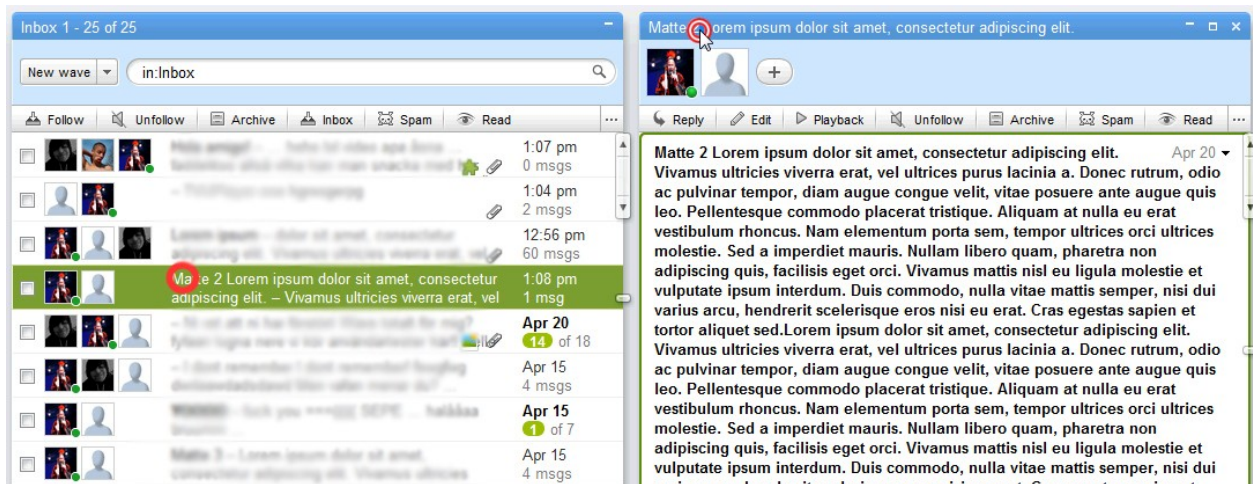 Inbox 1 - 25 of 25
New wave
in:Inbox
Follow Unfollow Archive Inbox Spam Read ...
1:07 pm
0 msgs
1:04 pm
2 msgs
12:56 pm
60 msgs
Matte 2 Lorem ipsum dolor sit amet, consectetur
adipiscing elit. – Vivamus ultricies viverra erat, vel
1:08 pm
1 msg
Apr 20
14 of 18
Apr 15
4 msgs
Apr 15
1 of 7
Apr 15
4 msgs
Matte 2 Lorem ipsum dolor sit amet, consectetur adipiscing elit.
Reply Edit Playback Unfollow Archive Spam Read ...
Matte 2 Lorem ipsum dolor sit amet, consectetur adipiscing elit. Apr 20
Vivamus ultricies viverra erat, vel ultrices purus lacinia a. Donec rutrum, odio
ac pulvinar tempor, diam augue congue velit, vitae posuere ante augue quis
leo. Pellentesque commodo placerat tristique. Aliquam at nulla eu erat
vestibulum rhoncus. Nam elementum porta sem, tempor ultrices orci ultrices
molestie. Sed a imperdiet mauris. Nullam libero quam, pharetra non
adipiscing quis, facilisis eget orci. Vivamus mattis nisl eu ligula molestie et
vulputate ipsum interdum. Duis commodo, nulla vitae mattis semper, nisi dui
varius arcu, hendrerit scelerisque eros nisi eu erat. Cras egestas sapien et
tortor aliquet sed.Lorem ipsum dolor sit amet, consectetur adipiscing elit.
Vivamus ultricies viverra erat, vel ultrices purus lacinia a. Donec rutrum, odio
ac pulvinar tempor, diam augue congue velit, vitae posuere ante augue quis
leo. Pellentesque commodo placerat tristique. Aliquam at nulla eu erat
vestibulum rhoncus. Nam elementum porta sem, tempor ultrices orci ultrices
molestie. Sed a imperdiet mauris. Nullam libero quam, pharetra non
adipiscing quis, facilisis eget orci. Vivamus mattis nisl eu ligula molestie et
vulputate ipsum interdum. Duis commodo, nulla vitae mattis semper, nisi dui